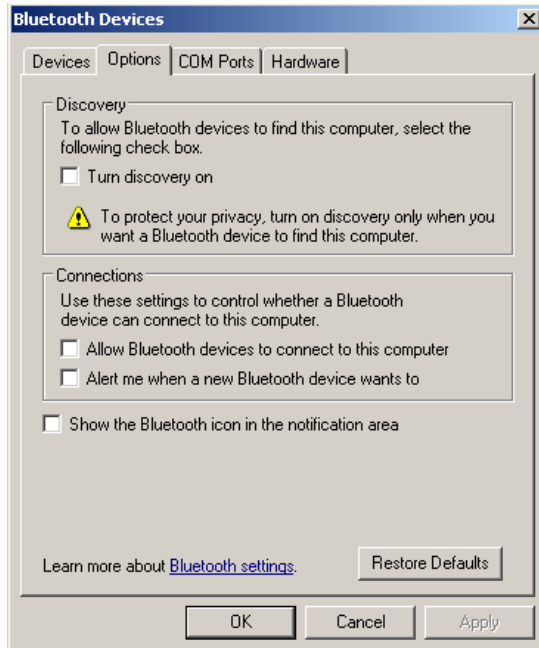 Bluetooth Devices
Devices Options COM Ports Hardware
Discovery
To allow Bluetooth devices to find this computer, select the
following check box.
Turn discovery on
To protect your privacy, turn on discovery only when you
want a Bluetooth device to find this computer.
Connections
Use these settings to control whether a Bluetooth
device can connect to this computer.
Allow Bluetooth devices to connect to this computer
Alert me when a new Bluetooth device wants to
Show the Bluetooth icon in the notification area
Learn more about Bluetooth settings. Restore Defaults
OK Cancel Apply